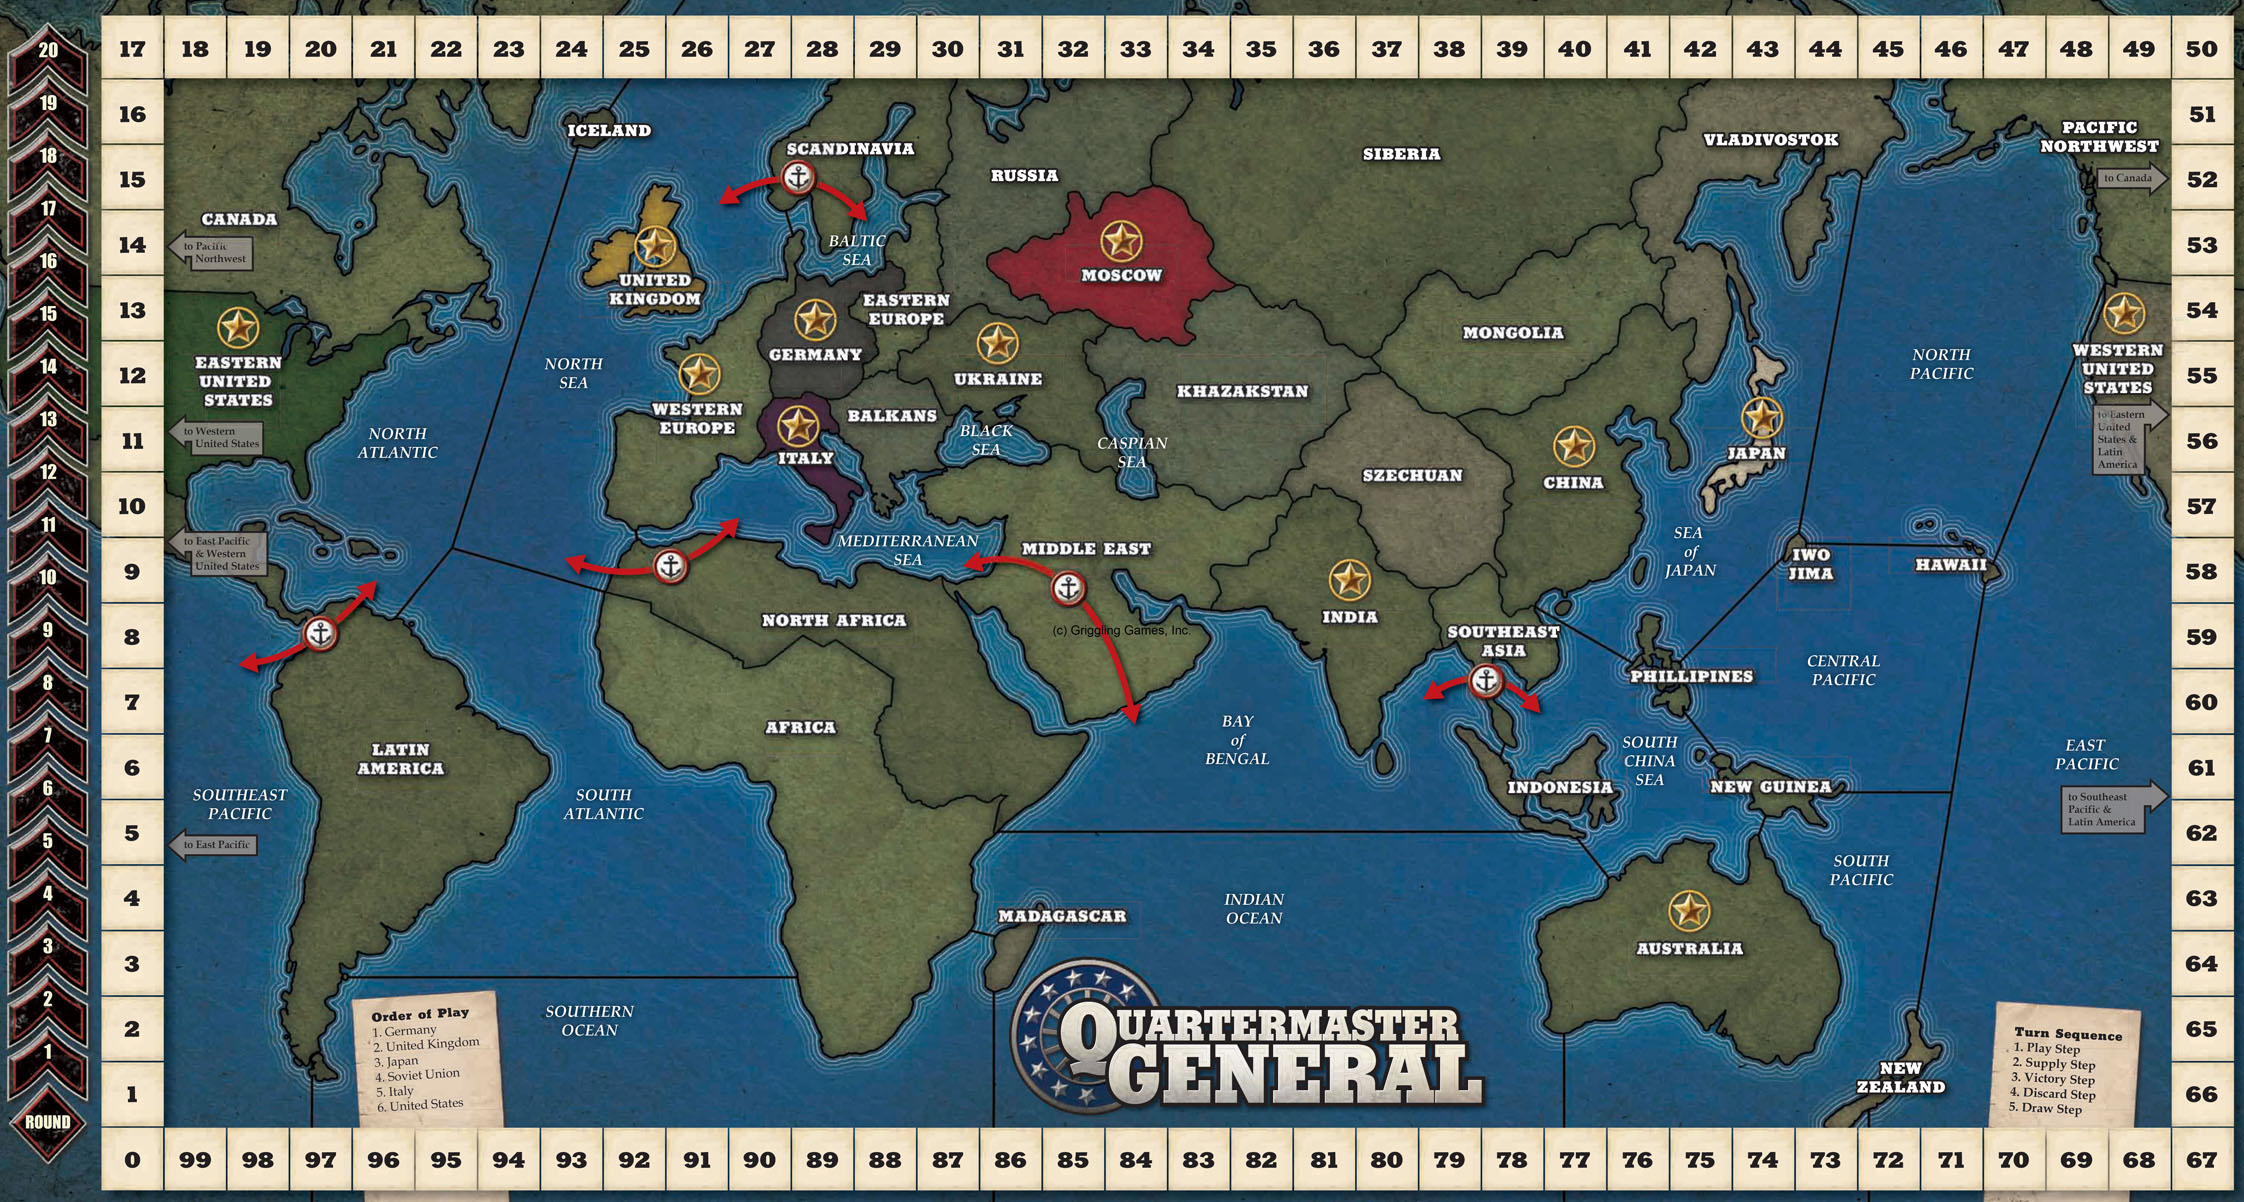 17 18 19 20 21 22 23 24 25 26 27 28 29 30 31 32 33 34 35 36 37 38 39 40 41 42 43 44 45 46 47 48 49 50
20
19
18
17
16
15
14
13
12
11
10
9
8
7
6
5
4
3
2
1
ROUND
16
15
14
13
12
11
10
9
8
7
6
5
4
3
2
1
ICELAND
SCANDINAVIA
RUSSIA
SIBERIA
VLADIVOSTOK
PACIFIC
NORTHWEST
to Canada
CANADA
to Pacific
Northwest
UNITED
KINGDOM
BALTIC
SEA
MOSCOW
EASTERN
UNITED
STATES
EASTERN
EUROPE
GERMANY
UKRAINE
MONGOLIA
KHAZAKSTAN
NORTH
PACIFIC
WESTERN
UNITED
STATES
to Eastern
United
States &
Latin
America
to Western
United States
NORTH
ATLANTIC
NORTH
SEA
WESTERN
EUROPE
ITALY
BALKANS
BLACK
SEA
CASPIAN
SEA
SZECHUAN
CHINA
JAPAN
to East Pacific
& Western
United States
MEDITERRANEAN
SEA
MIDDLE EAST
SEA
of
JAPAN
IWO
JIMA
HAWAII
NORTH AFRICA
(c) Griggling Games, Inc.
INDIA
SOUTHEAST
ASIA
PHILLIPINES
CENTRAL
PACIFIC
LATIN
AMERICA
AFRICA
BAY
of
BENGAL
SOUTH
CHINA
SEA
INDONESIA
NEW GUINEA
EAST
PACIFIC
to Southeast
Pacific &
Latin America
SOUTHEAST
PACIFIC
to East Pacific
SOUTH
ATLANTIC
SOUTH
PACIFIC
MADAGASCAR
INDIAN
OCEAN
AUSTRALIA
SOUTHERN
OCEAN
NEW
ZEALAND
Order of Play
1. Germany
2. United Kingdom
3. Japan
4. Soviet Union
5. Italy
6. United States
QUARTERMASTER
GENERAL
Turn Sequence
1. Play Step
2. Supply Step
3. Victory Step
4. Discard Step
5. Draw Step
51
52
53
54
55
56
57
58
59
60
61
62
63
64
65
66
0 99 98 97 96 95 94 93 92 91 90 89 88 87 86 85 84 83 82 81 80 79 78 77 76 75 74 73 72 71 70 69 68 67